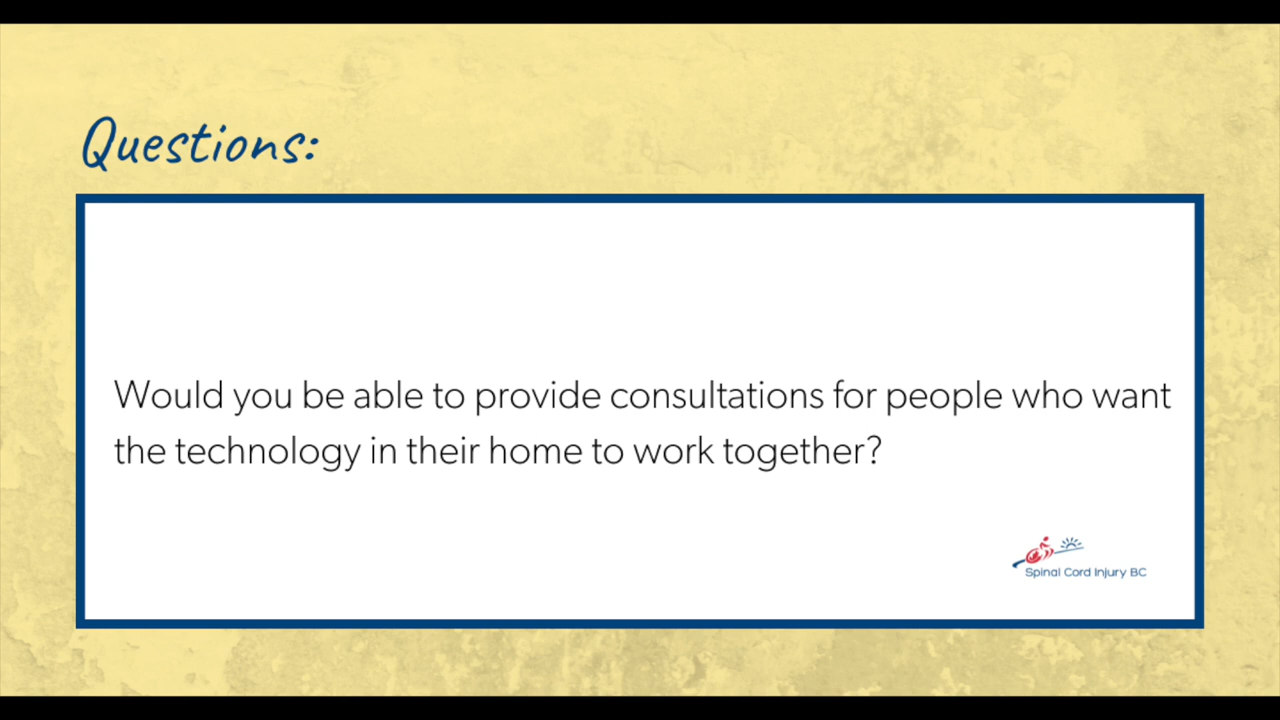 Questions:
Would you be able to provide consultations for people who want
the technology in their home to work together?
Spinal Cord Injury BC